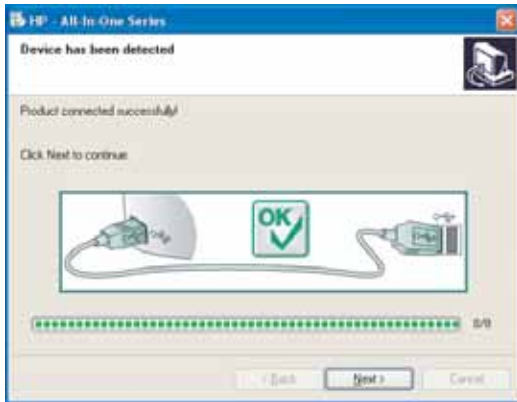 HP - All-In-One Series
Device has been detected
Product connected successfully!
Click Next to continue
OK
< Back
Next >
Cancel